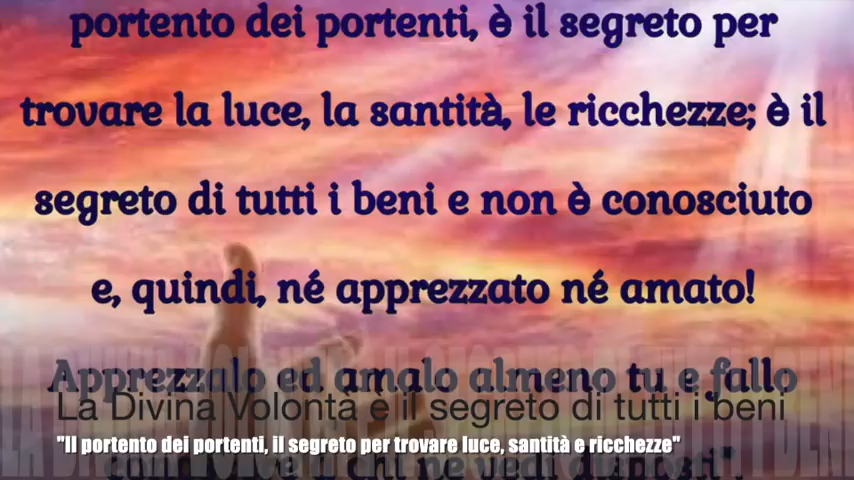 portento dei portenti, è il segreto per
trovare la luce, la santità, le ricchezze; è il
segreto di tutti i beni e non è conosciuto
e, quindi, né apprezzato né amato!
Apprezzalo ed amalo almeno tu e fallo
La Divina Volontà è il segreto di tutti i beni
"Il portento dei portenti, il segreto per trovare luce, santità e ricchezze"